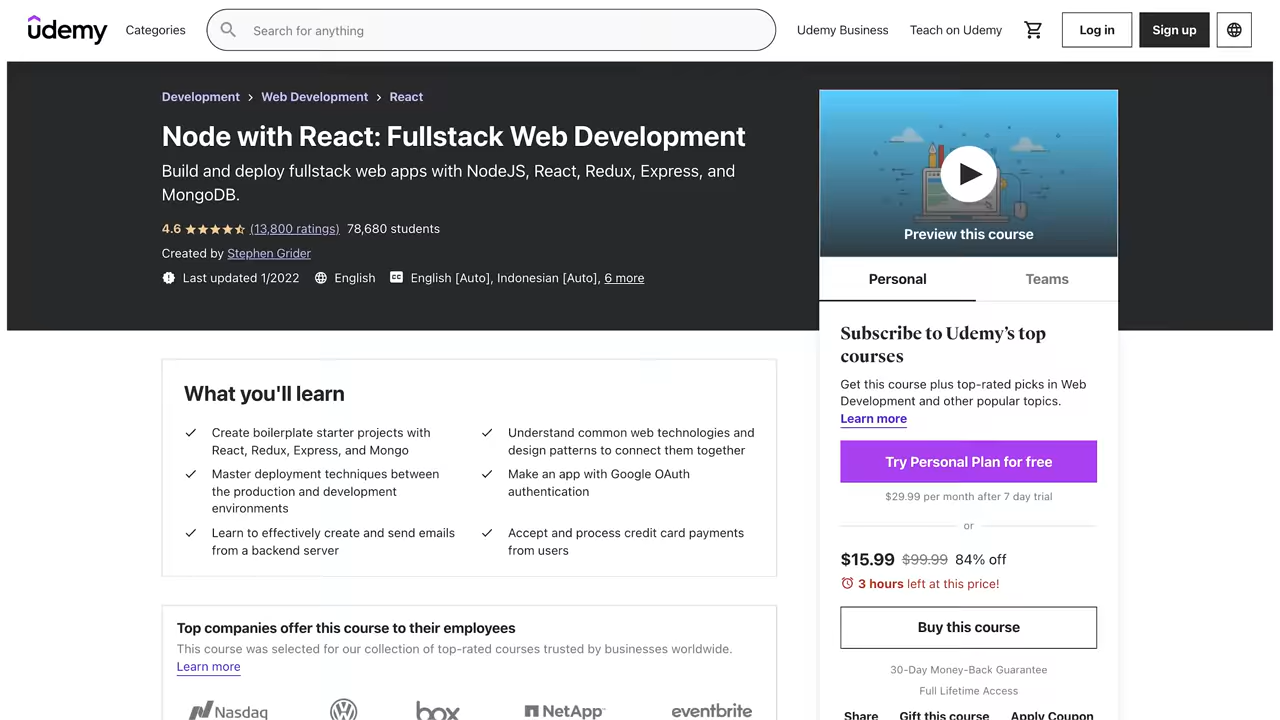 udemy
Categories
Search for anything
Udemy Business
Teach on Udemy
Log in
Sign up
Development > Web Development > React
Node with React: Fullstack Web Development
Build and deploy fullstack web apps with NodeJS, React, Redux, Express, and
MongoDB.
4.6 (13,800 ratings) 78,680 students
Created by Stephen Grider
Last updated 1/2022 English CC English [Auto], Indonesian [Auto], 6 more
Preview this course
Personal
Teams
Subscribe to Udemy’s top
courses
Get this course plus top-rated picks in Web
Development and other popular topics.
Learn more
Try Personal Plan for free
$29.99 per month after 7 day trial
or
$15.99 $99.99 84% off
3 hours left at this price!
Buy this course
30-Day Money-Back Guarantee
Full Lifetime Access
Share Gift this course Apply Coupon
What you'll learn
Create boilerplate starter projects with
React, Redux, Express, and Mongo
Master deployment techniques between
the production and development
environments
Learn to effectively create and send emails
from a backend server
Understand common web technologies and
design patterns to connect them together
Make an app with Google OAuth
authentication
Accept and process credit card payments
from users
Top companies offer this course to their employees
This course was selected for our collection of top-rated courses trusted by businesses worldwide.
Learn more
Nasdaq
box
NetApp
eventbrite